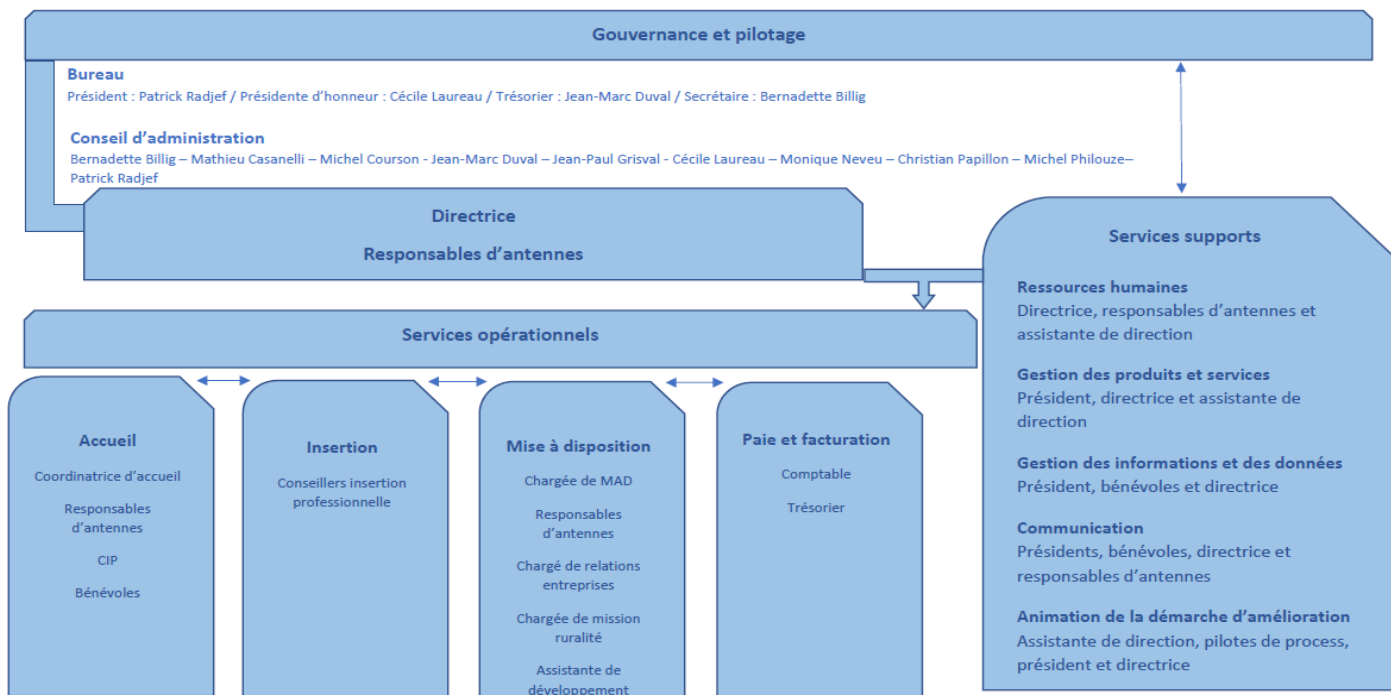 Gouvernance et pilotage
Bureau
Président : Patrick Radjef / Présidente d’honneur : Cécile Laureau / Trésorier : Jean-Marc Duval / Secrétaire : Bernadette Billig
Conseil d’administration
Bernadette Billig – Mathieu Casanelli – Michel Courson - Jean-Marc Duval – Jean-Paul Grisval - Cécile Laureau – Monique Neveu – Christian Papillon – Michel Philouze–
Patrick Radjef
Directrice
Responsables d’antennes
Services opérationnels
Accueil
Coordinatrice d’accueil
Responsables
d’antennes
CIP
Bénévoles
Insertion
Conseillers insertion
professionnelle
Mise à disposition
Chargée de MAD
Responsables
d’antennes
Chargé de relations
entreprises
Chargée de mission
ruralité
Assistante de
développement
Paie et facturation
Comptable
Trésorier
Services supports
Ressources humaines
Directrice, responsables d’antennes et
assistante de direction
Gestion des produits et services
Président, directrice et assistante de
direction
Gestion des informations et des données
Président, bénévoles et directrice
Communication
Présidents, bénévoles, directrice et
responsables d’antennes
Animation de la démarche d’amélioration
Assistante de direction, pilotes de process,
président et directrice